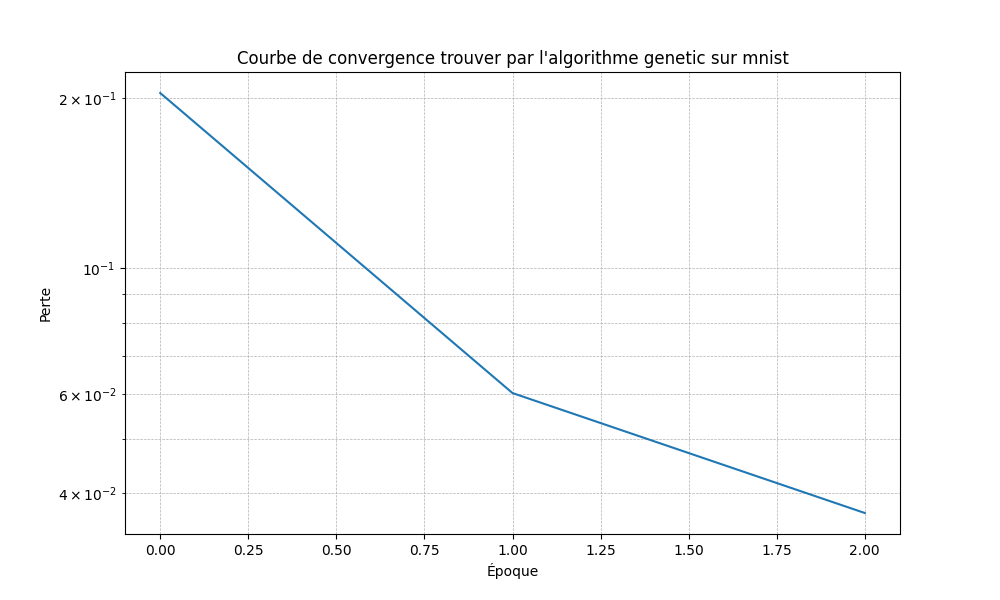 Courbe de convergence trouver par l'algorithme genetic sur mnist
2 × 10⁻¹
10⁻¹
6 × 10⁻²
4 × 10⁻²
Perte
0.00 0.25 0.50 0.75 1.00 1.25 1.50 1.75 2.00
Époque